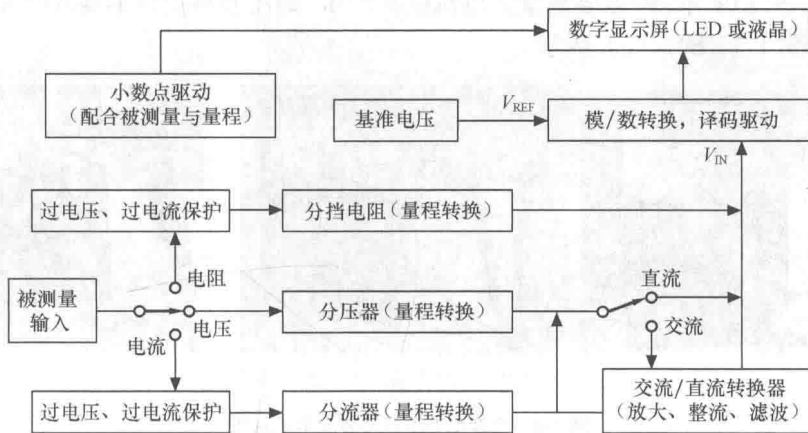 数字显示屏（LED 或液晶）
小数点驱动
（配合被测量与量程）
基准电压
V_REF
模/数转换，译码驱动
V_IN
过电压、过电流保护
分挡电阻（量程转换）
电阻
直流
被测量
输入
电压
分压器（量程转换）
交流
电流
过电压、过电流保护
分流器（量程转换）
交流/直流转换器
（放大、整流、滤波）